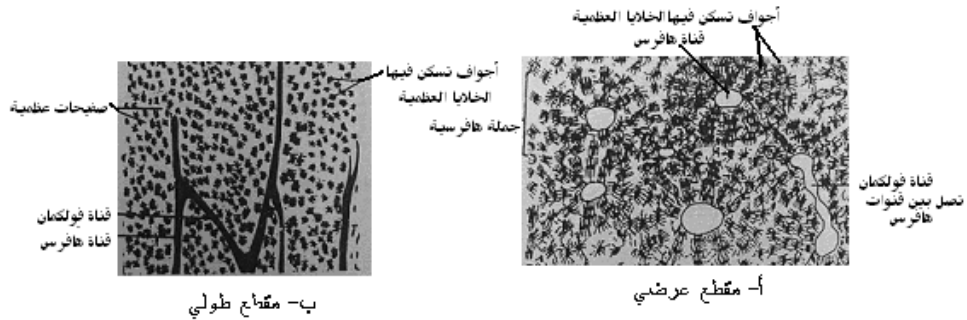 أجواف تسكن فيها الخلايا العظمية
قناة هافرس
جملة هافرسية
قناة فولكمان
تصل بين قنوات
هافرس
أ- مقطع عرضي
أجواف تسكن فيها
الخلايا العظمية
صفيحات عظمية
قناة فولكمان
قناة هافرس
ب- مقطع طولي